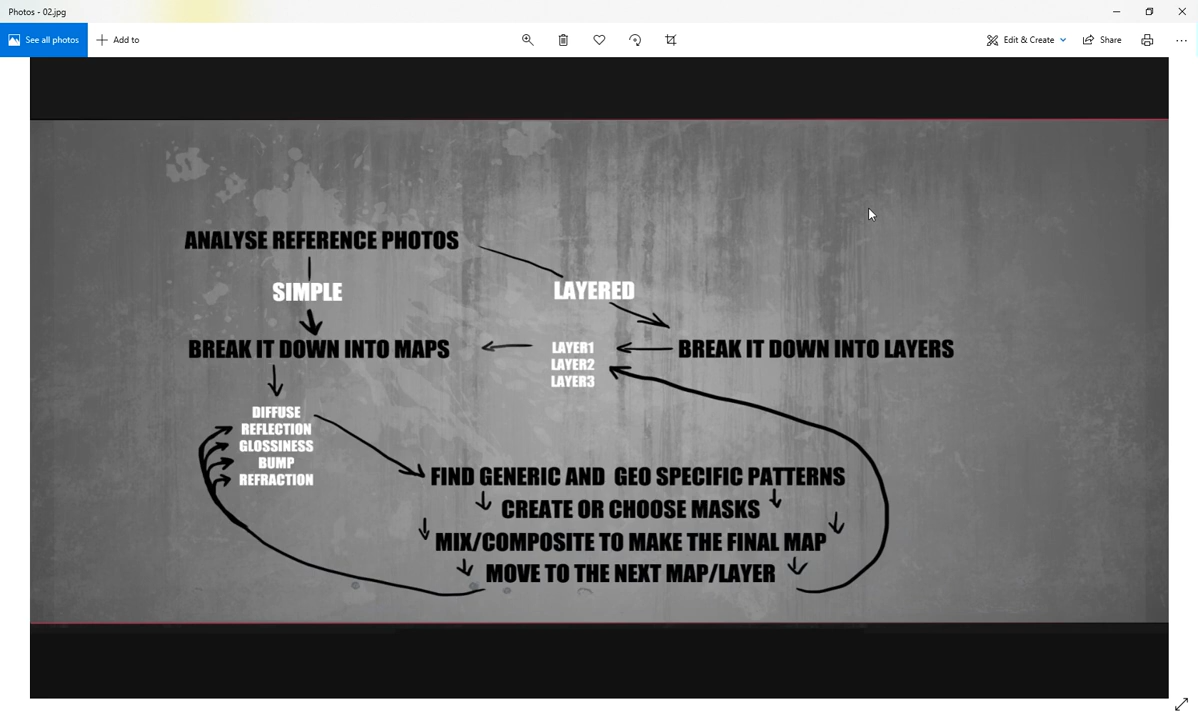 Photos - 02.jpg
See all photos
Add to
Edit & Create
Share
ANALYSE REFERENCE PHOTOS
SIMPLE
LAYERED
BREAK IT DOWN INTO MAPS
LAYER1
LAYER2
LAYER3
BREAK IT DOWN INTO LAYERS
DIFFUSE
REFLECTION
GLOSSINESS
BUMP
REFRACTION
FIND GENERIC AND GEO SPECIFIC PATTERNS
CREATE OR CHOOSE MASKS
MIX/COMPOSITE TO MAKE THE FINAL MAP
MOVE TO THE NEXT MAP/LAYER